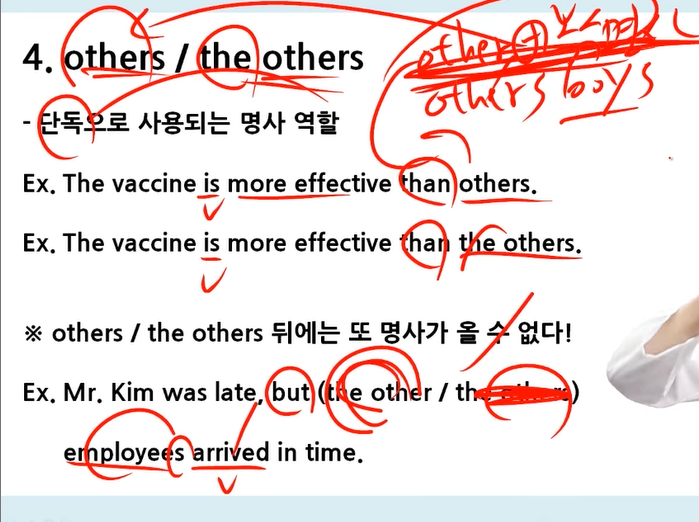 4. others / the others
others boys
- 단독으로 사용되는 명사 역할
Ex. The vaccine is more effective than others.
Ex. The vaccine is more effective than the others.
※ others / the others 뒤에는 또 명사가 올 수 없다!
Ex. Mr. Kim was late, but (the other / the others)
employees arrived in time.